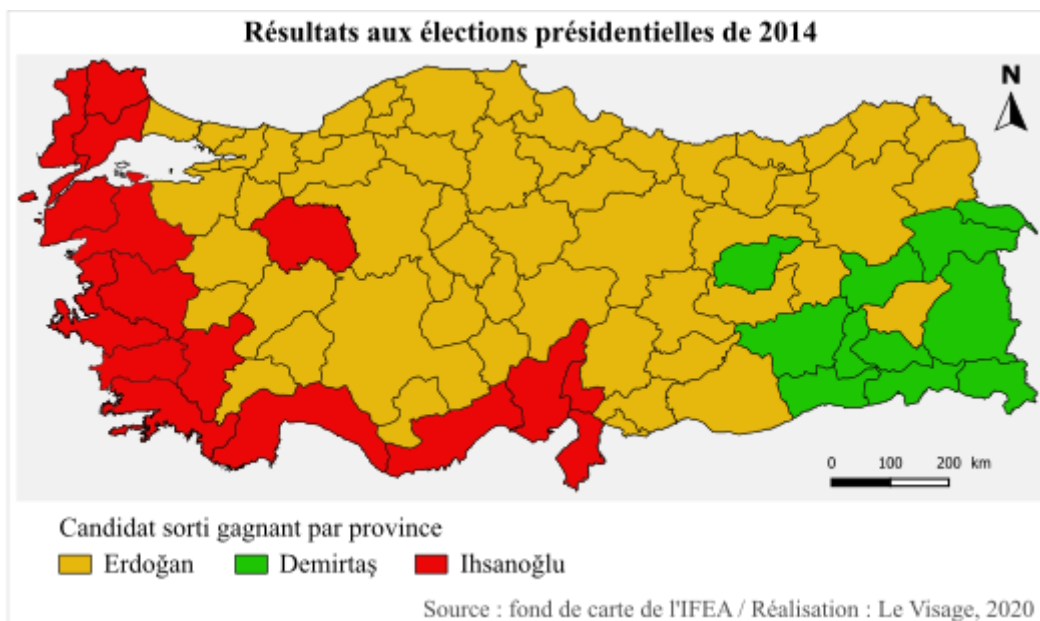 Résultats aux élections présidentielles de 2014
N
0 100 200 km
Candidat sorti gagnant par province
Erdoğan Demirtaş Ihsanoğlu
Source : fond de carte de l'IFEA / Réalisation : Le Visage, 2020